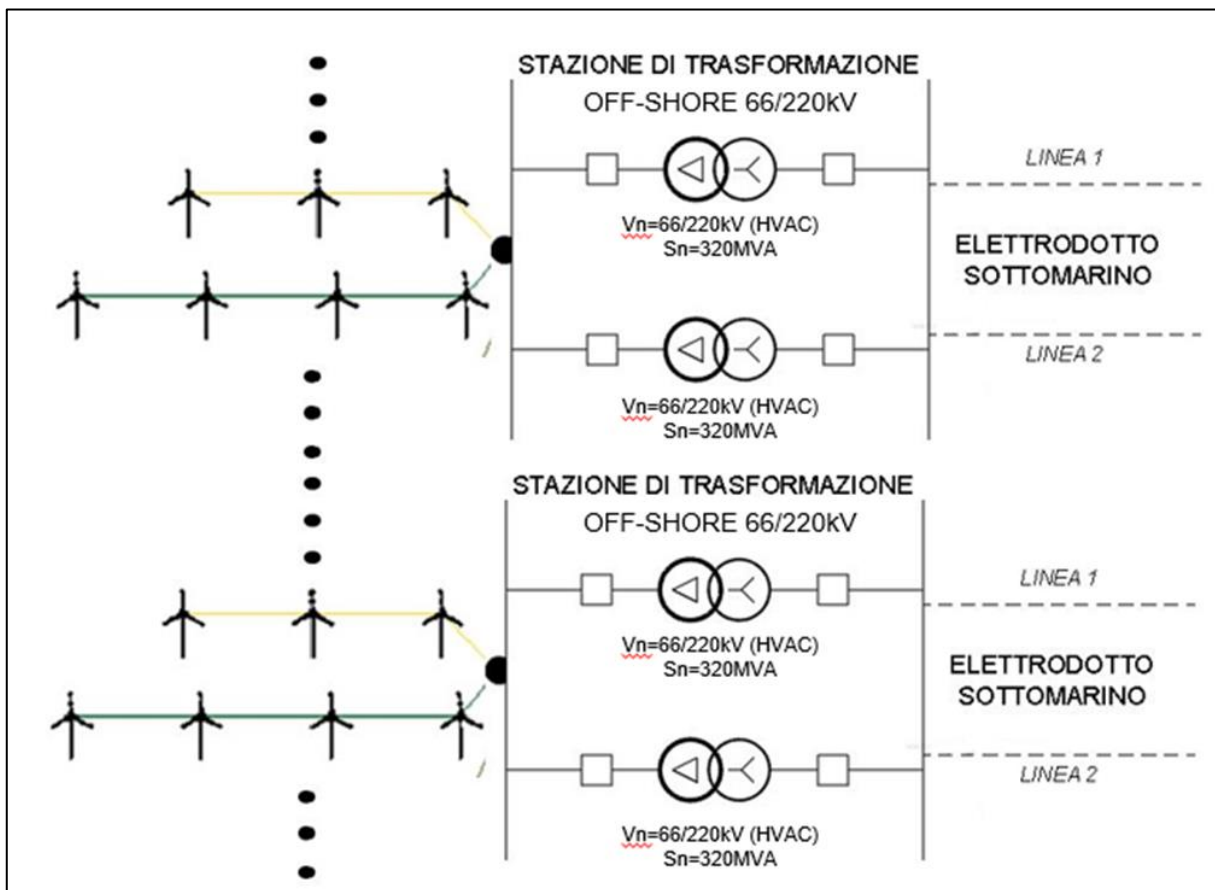 STAZIONE DI TRASFORMAZIONE
OFF-SHORE 66/220kV
LINEA 1
Vn=66/220kV (HVAC)
Sn=320MVA
ELETTRODOTTO
SOTTOMARINO
LINEA 2
Vn=66/220kV (HVAC)
Sn=320MVA
STAZIONE DI TRASFORMAZIONE
OFF-SHORE 66/220kV
LINEA 1
Vn=66/220kV (HVAC)
Sn=320MVA
ELETTRODOTTO
SOTTOMARINO
LINEA 2
Vn=66/220kV (HVAC)
Sn=320MVA